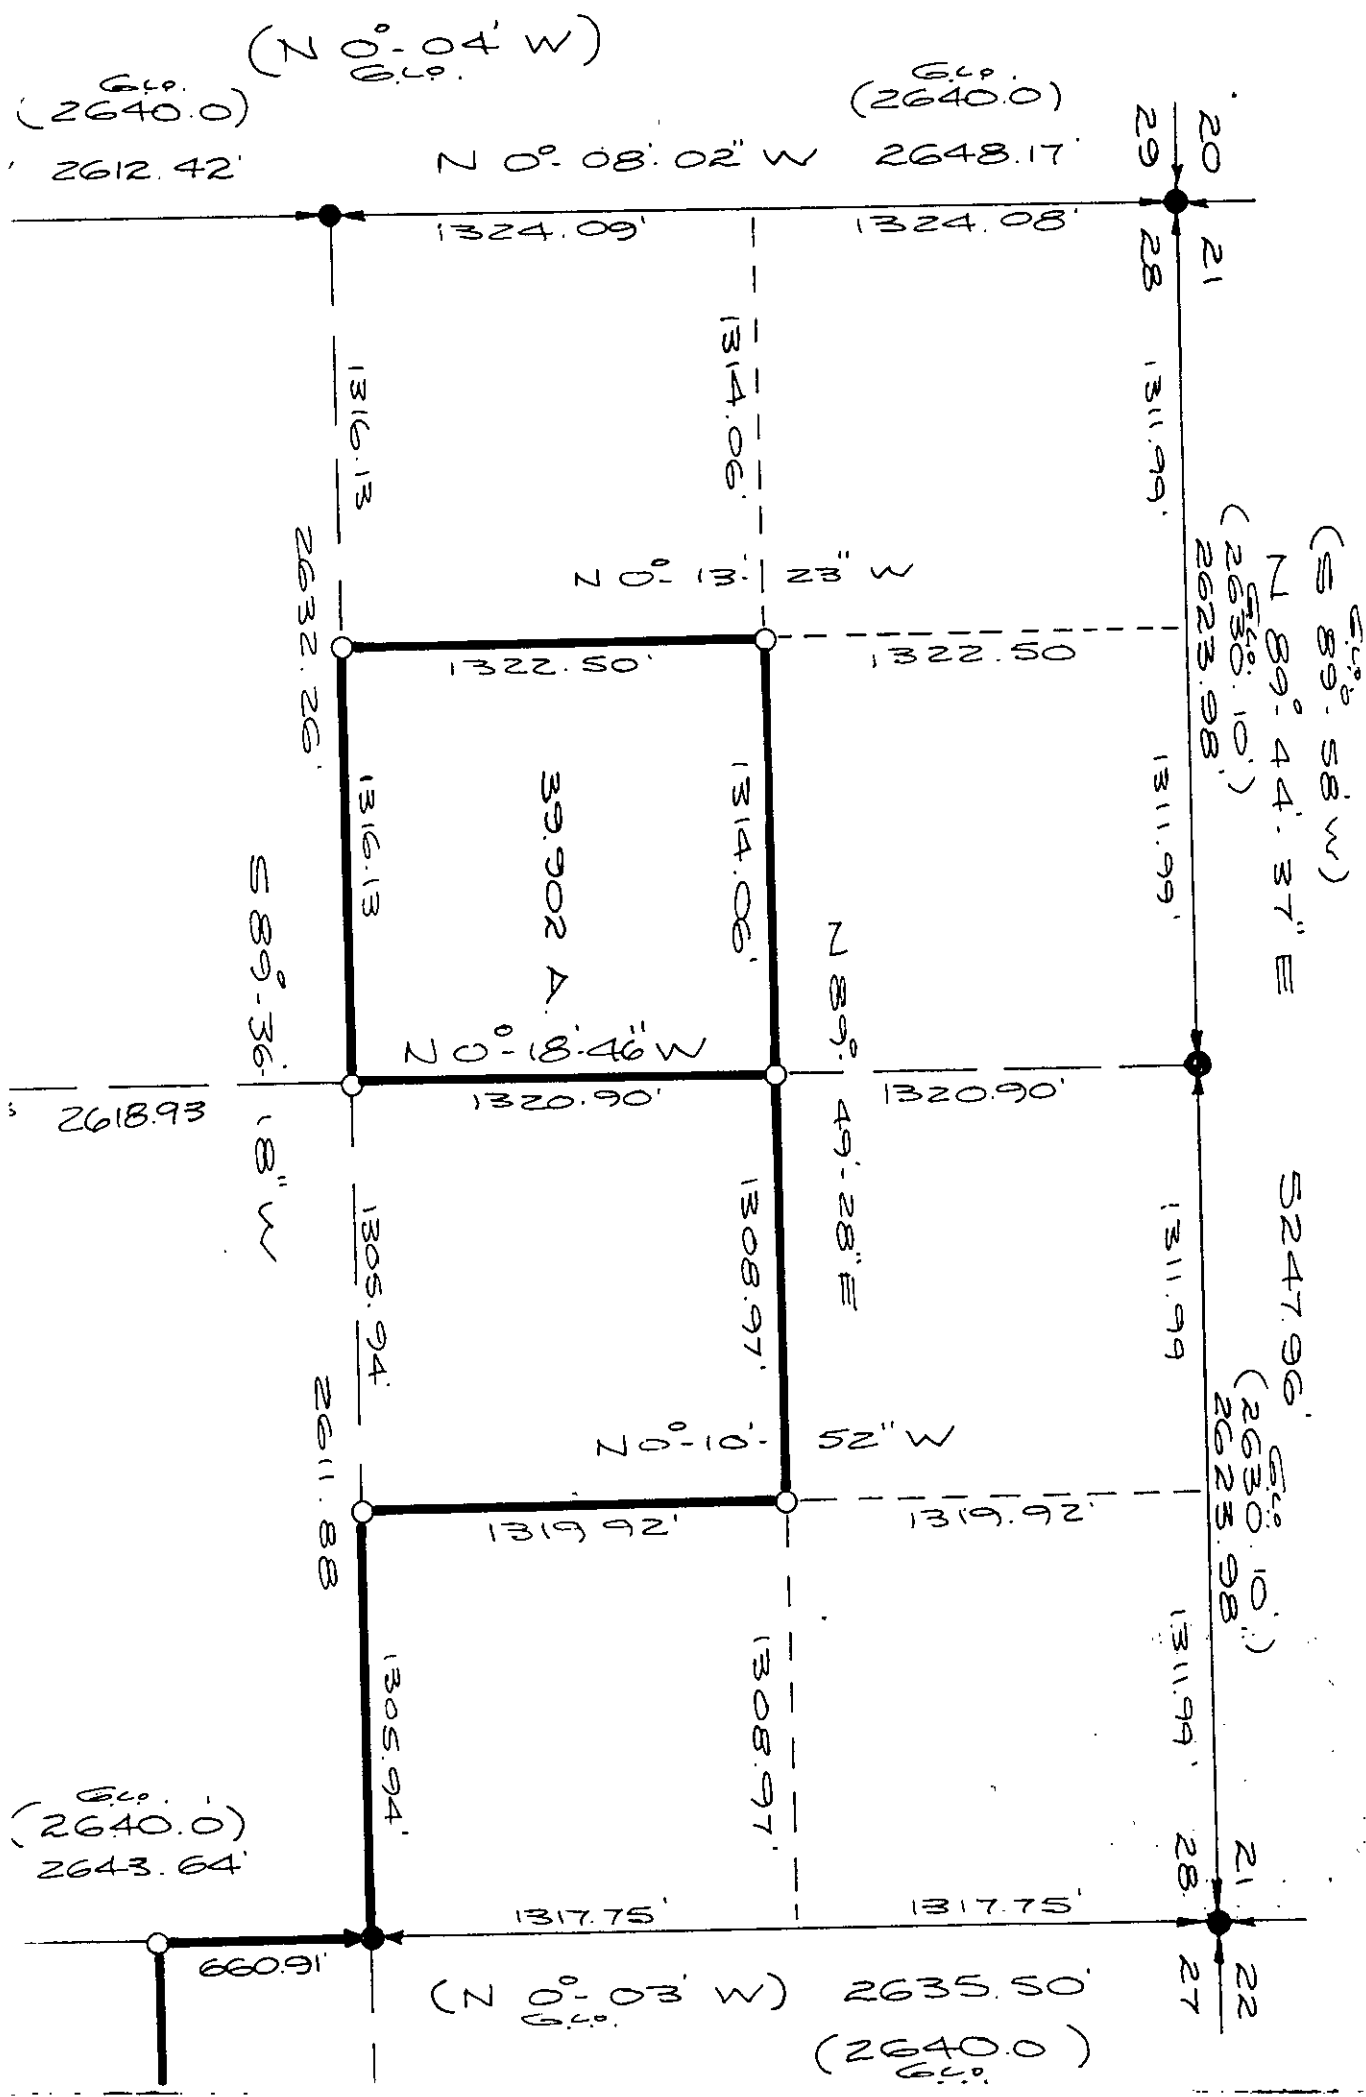 (N 0°-04' W)
G.L.O.
G.L.O.
(2640.0)
2612.42'
N 0°-08'-02" W
G.L.O.
(2640.0)
2648.17'
29 20
28 21
1324.09'
1324.08'
1316.13
1314.06'
1311.99'
2632.26'
N 0°-13'-23" W
1322.50'
1322.50
G.L.O.
(S 89°-58' W)
N 89°-44'-37" E
G.L.O.
(2630.10')
2623.98'
1316.13
39.902 A.
1314.06'
1311.99'
S 89°-36'-18" W
N 0°-18'-46" W
N 89°-49'-28" E
2618.93
1320.90'
1320.90'
1305.94'
1308.97'
1311.99
5247.96'
2611.88
N 0°-10'-52" W
1319.92'
1319.92'
G.L.O.
(2630.10')
2623.98
1305.94'
1308.97'
1311.99'
G.L.O.
(2640.0)
2643.64'
28 21
27 22
1317.75'
1317.75'
660.91'
(N 0°-03' W)
G.L.O.
2635.50'
(2640.0)
G.L.O.